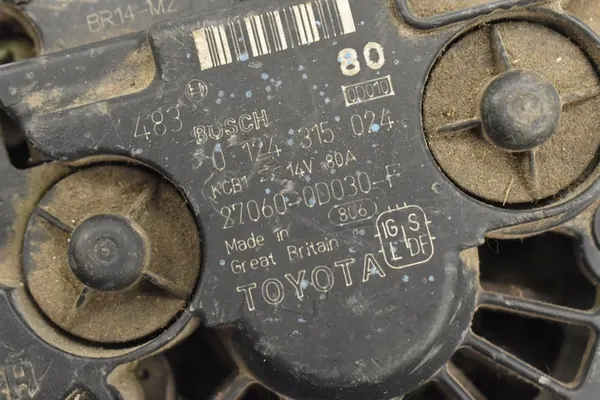 BR14-M2
80
00010
483
BOSCH
0 124 315 024
KCB1 14V 80A
27060-0D030-F
806
IG S
L DF
Made in
Great Britain
TOYOTA
H